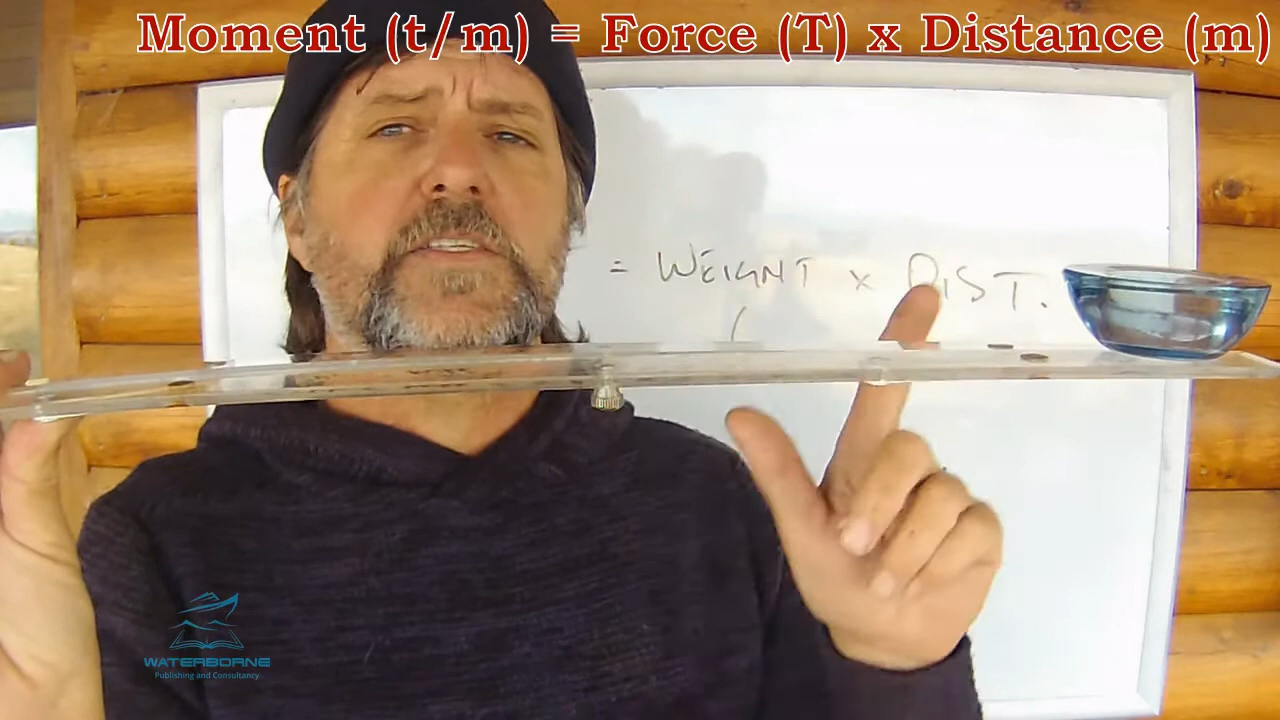 Moment (t/m) = Force (T) x Distance (m)
= WEIGHT x DIST.
WATERBORNE
Publishing and Consultancy